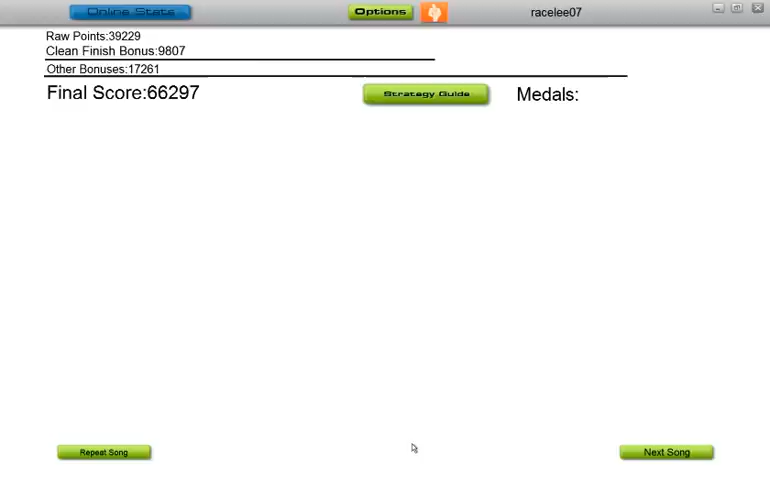 Online Stats
Options
racelee07
Raw Points:39229
Clean Finish Bonus:9807
Other Bonuses:17261
Final Score:66297
Strategy Guide
Medals:
Repeat Song
Next Song